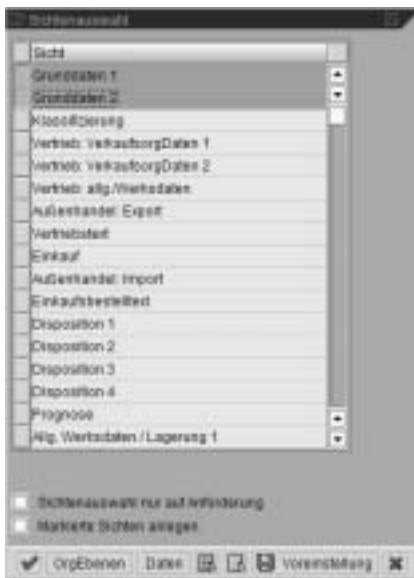 Sichtenauswahl
Sicht
Grunddaten 1
Grunddaten 2
Klassifizierung
Vertrieb: VerkaufsorgDaten 1
Vertrieb: VerkaufsorgDaten 2
Vertrieb: allg./Werksdaten
Außenhandel: Export
Vertriebstext
Einkauf
Außenhandel: Import
Einkaufsbestelltext
Disposition 1
Disposition 2
Disposition 3
Disposition 4
Prognose
Allg. Werksdaten / Lagerung 1
Sichtenauswahl nur auf Anforderung
Markierte Sichten anlegen
OrgEbenen Daten Voreinstellung